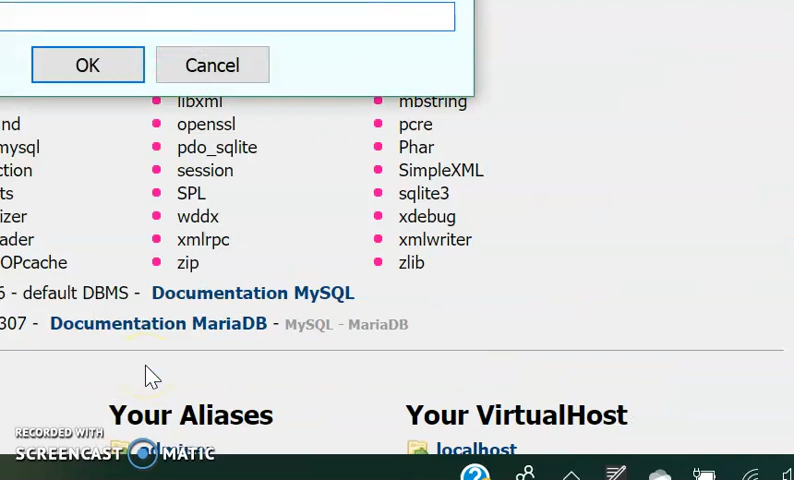 OK Cancel
libxml mbstring
nd openssl pcre
mysql pdo_sqlite Phar
ction session SimpleXML
ts SPL sqlite3
izer wddx xdebug
ader xmlrpc xmlwriter
OPcache zip zlib
6 - default DBMS - Documentation MySQL
307 - Documentation MariaDB - MySQL - MariaDB
Your Aliases Your VirtualHost
localhost
RECORDED WITH
SCREENCAST MATIC